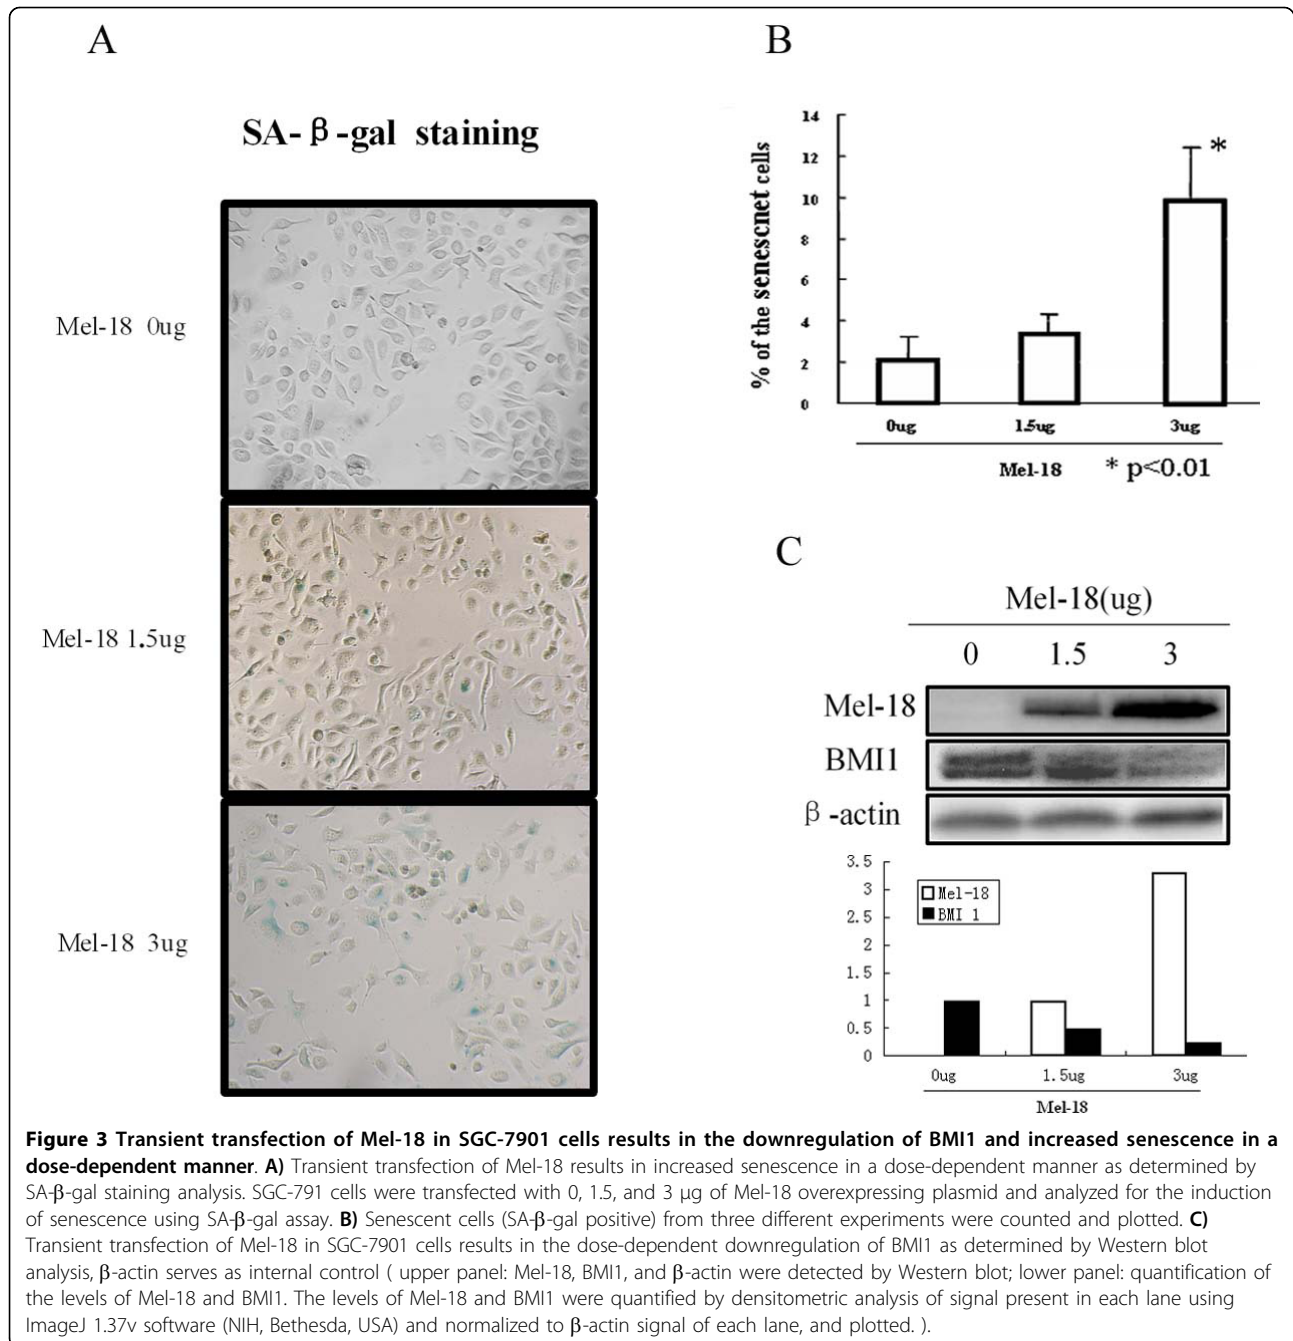 A
SA-β-gal staining
Mel-18 0ug
Mel-18 1.5ug
Mel-18 3ug
B
% of the senescnet cells
14
12
10
8
6
4
2
0
*
0ug
1.5ug
3ug
Mel-18
* p<0.01
C
Mel-18(ug)
0 1.5 3
Mel-18
BMI1
β-actin
3.5
3
2.5
2
1.5
1
0.5
0
Mel-18
BMI 1
0ug
1.5ug
3ug
Mel-18
Figure 3 Transient transfection of Mel-18 in SGC-7901 cells results in the downregulation of BMI1 and increased senescence in a
dose-dependent manner. A) Transient transfection of Mel-18 results in increased senescence in a dose-dependent manner as determined by
SA-β-gal staining analysis. SGC-791 cells were transfected with 0, 1.5, and 3 μg of Mel-18 overexpressing plasmid and analyzed for the induction
of senescence using SA-β-gal assay. B) Senescent cells (SA-β-gal positive) from three different experiments were counted and plotted. C)
Transient transfection of Mel-18 in SGC-7901 cells results in the dose-dependent downregulation of BMI1 as determined by Western blot
analysis, β-actin serves as internal control ( upper panel: Mel-18, BMI1, and β-actin were detected by Western blot; lower panel: quantification of
the levels of Mel-18 and BMI1. The levels of Mel-18 and BMI1 were quantified by densitometric analysis of signal present in each lane using
ImageJ 1.37v software (NIH, Bethesda, USA) and normalized to β-actin signal of each lane, and plotted. ).